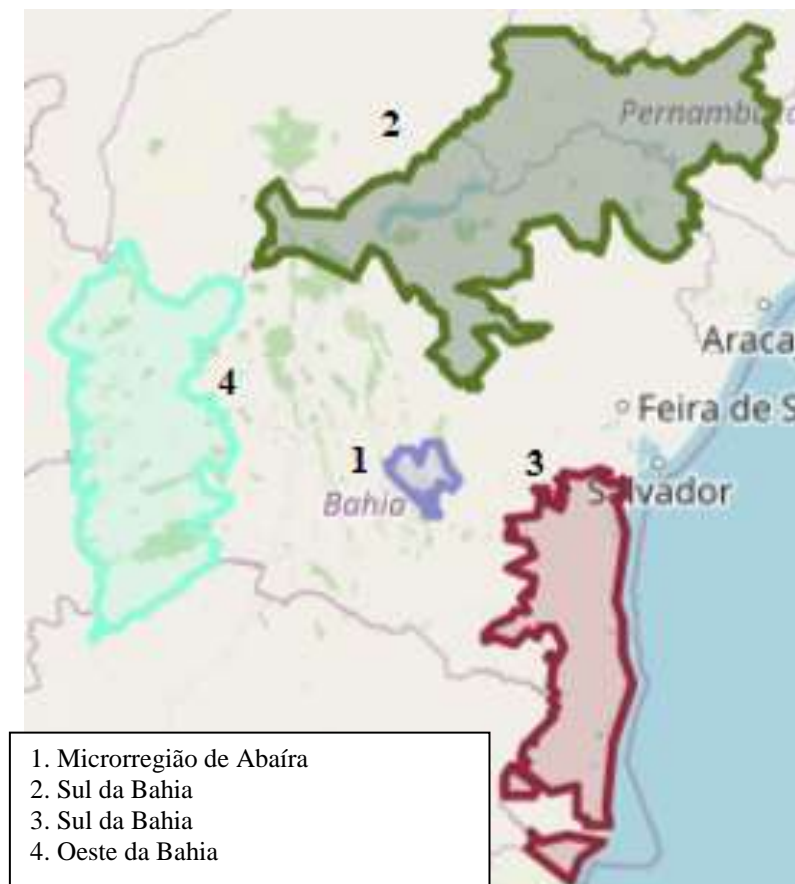 2
Pernambu
Araca
4
Feira de S
1
3
Bahia
Salvador
1. Microrregião de Abaíra
2. Sul da Bahia
3. Sul da Bahia
4. Oeste da Bahia